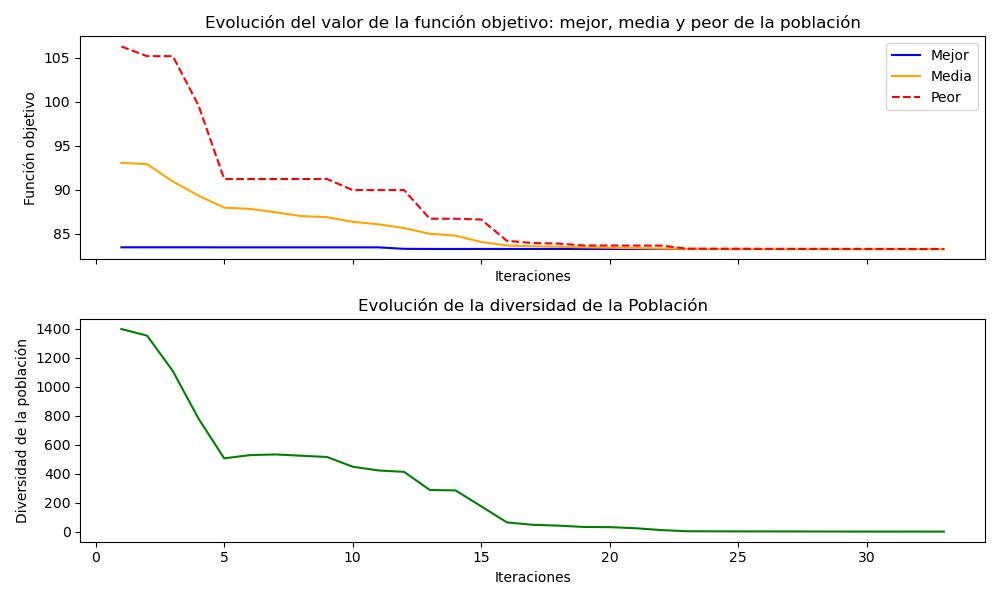 Evolución del valor de la función objetivo: mejor, media y peor de la población
Función objetivo
105
100
95
90
85
Mejor
Media
Peor
Iteraciones
Evolución de la diversidad de la Población
Diversidad de la población
1400
1200
1000
800
600
400
200
0
0 5 10 15 20 25 30
Iteraciones